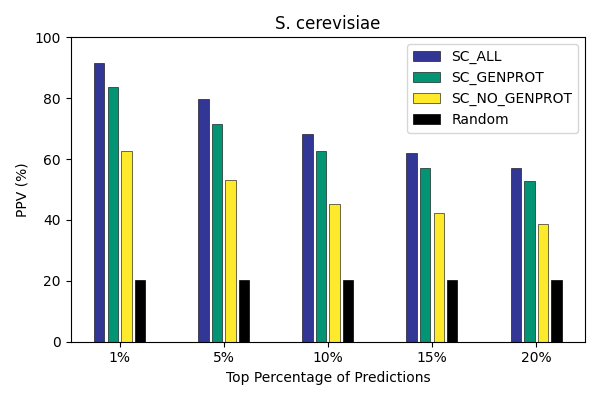 S. cerevisiae
100
80
60
40
20
0
PPV (%)
SC_ALL
SC_GENPROT
SC_NO_GENPROT
Random
1% 5% 10% 15% 20%
Top Percentage of Predictions